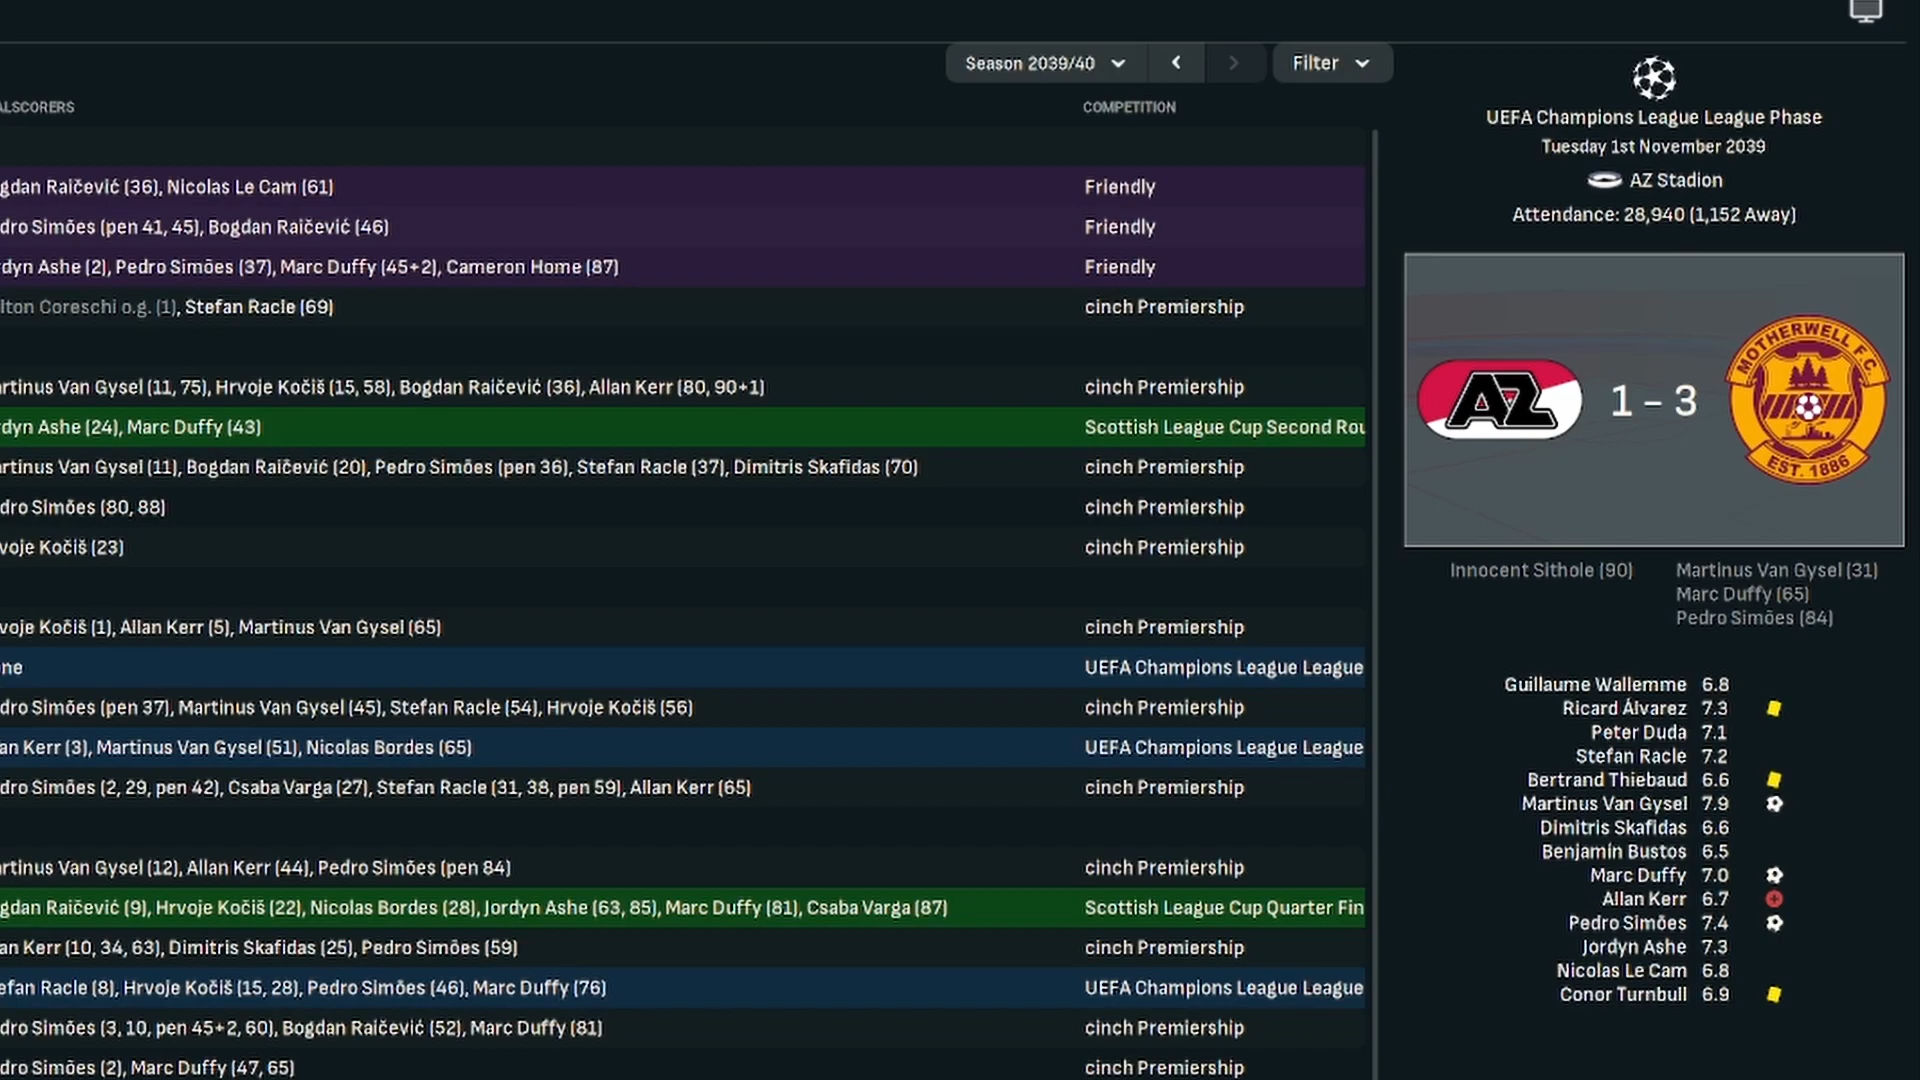 Season 2039/40
Filter
ALSCORERS
COMPETITION
gdan Raičević (36), Nicolas Le Cam (61)
Friendly
dro Simões (pen 41, 45), Bogdan Raičević (46)
Friendly
dyn Ashe (2), Pedro Simões (37), Marc Duffy (45+2), Cameron Home (87)
Friendly
lton Coreschi o.g. (1), Stefan Racle (69)
cinch Premiership
artinus Van Gysel (11, 75), Hrvoje Kočiš (15, 58), Bogdan Raičević (36), Allan Kerr (80, 90+1)
cinch Premiership
dyn Ashe (24), Marc Duffy (43)
Scottish League Cup Second Rou
artinus Van Gysel (11), Bogdan Raičević (20), Pedro Simões (pen 36), Stefan Racle (37), Dimitris Skafidas (70)
cinch Premiership
dro Simões (80, 88)
cinch Premiership
voje Kočiš (23)
cinch Premiership
voje Kočiš (1), Allan Kerr (5), Martinus Van Gysel (65)
cinch Premiership
ne
UEFA Champions League League
dro Simões (pen 37), Martinus Van Gysel (45), Stefan Racle (54), Hrvoje Kočiš (56)
cinch Premiership
an Kerr (3), Martinus Van Gysel (51), Nicolas Bordes (65)
UEFA Champions League League
dro Simões (2, 29, pen 42), Csaba Varga (27), Stefan Racle (31, 38, pen 59), Allan Kerr (65)
cinch Premiership
artinus Van Gysel (12), Allan Kerr (44), Pedro Simões (pen 84)
cinch Premiership
gdan Raičević (9), Hrvoje Kočiš (22), Nicolas Bordes (28), Jordyn Ashe (63, 85), Marc Duffy (81), Csaba Varga (87)
Scottish League Cup Quarter Fin
an Kerr (10, 34, 63), Dimitris Skafidas (25), Pedro Simões (59)
cinch Premiership
efan Racle (8), Hrvoje Kočiš (15, 28), Pedro Simões (46), Marc Duffy (76)
UEFA Champions League League
dro Simões (3, 10, pen 45+2, 60), Bogdan Raičević (52), Marc Duffy (81)
cinch Premiership
dro Simões (2), Marc Duffy (47, 65)
cinch Premiership
UEFA Champions League League Phase
Tuesday 1st November 2039
AZ Stadion
Attendance: 28,940 (1,152 Away)
AZ
1 - 3
MOTHERWELL F.C.
EST. 1886
Innocent Sithole (90)
Martinus Van Gysel (31)
Marc Duffy (65)
Pedro Simões (84)
Guillaume Wallemme 6.8
Ricard Álvarez 7.3
Peter Duda 7.1
Stefan Racle 7.2
Bertrand Thiebaud 6.6
Martinus Van Gysel 7.9
Dimitris Skafidas 6.6
Benjamín Bustos 6.5
Marc Duffy 7.0
Allan Kerr 6.7
Pedro Simões 7.4
Jordyn Ashe 7.3
Nicolas Le Cam 6.8
Conor Turnbull 6.9